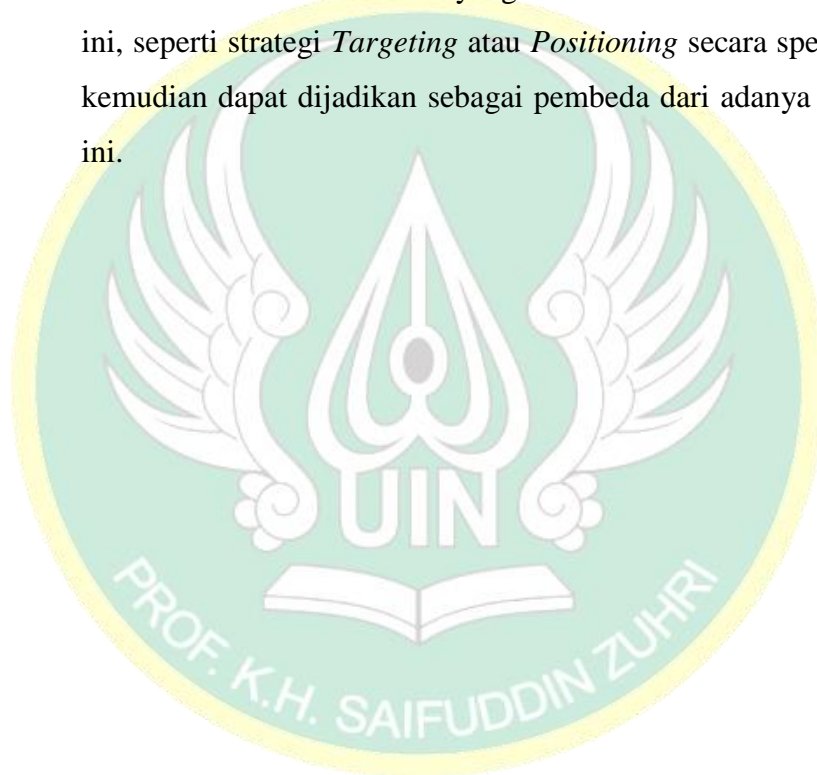 ini, seperti strategi Targeting atau Positioning secara
kemudian dapat dijadikan sebagai pembeda dari adanya
ini.
UIN
PROF. K.H. SAIFUDDIN ZUHRI